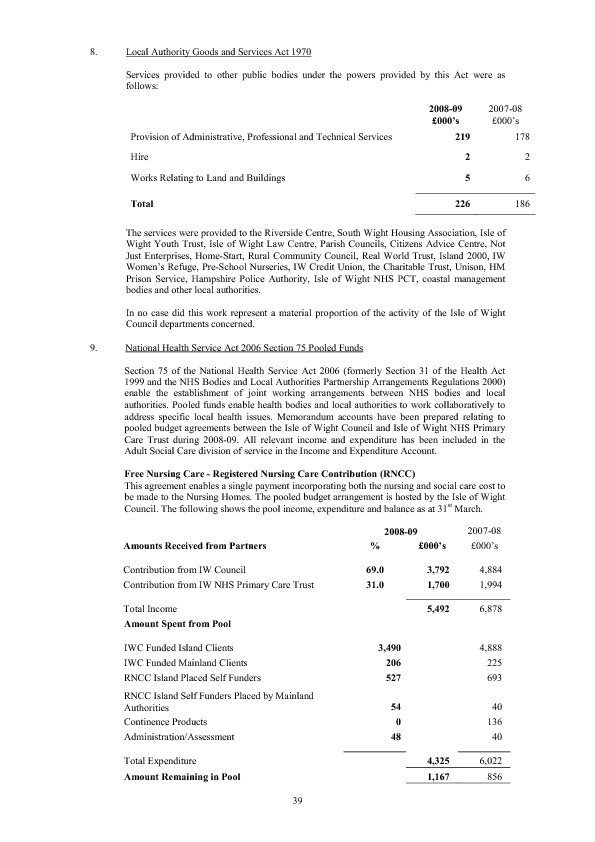 8. Local Authority Goods and Services Act 1970
Services provided to other public bodies under the powers provided by this Act were as
follows:
2008-09 2007-08
£000's £000's
Provision of Administrative, Professional and Technical Services 219 178
Hire 2 2
Works Relating to Land and Buildings 5 6
Total 226 186
The services were provided to the Riverside Centre, South Wight Housing Association, Isle of
Wight Youth Trust, Isle of Wight Law Centre, Parish Councils, Citizens Advice Centre, Not
Just Enterprises, Home-Start, Rural Community Council, Real World Trust, Island 2000, IW
Women's Refuge, Pre-School Nurseries, IW Credit Union, the Charitable Trust, Unison, HM
Prison Service, Hampshire Police Authority, Isle of Wight NHS PCT, coastal management
bodies and other local authorities.
In no case did this work represent a material proportion of the activity of the Isle of Wight
Council departments concerned.
9. National Health Service Act 2006 Section 75 Pooled Funds
Section 75 of the National Health Service Act 2006 (formerly Section 31 of the Health Act
1999 and the NHS Bodies and Local Authorities Partnership Arrangements Regulations 2000)
enable the establishment of joint working arrangements between NHS bodies and local
authorities. Pooled funds enable health bodies and local authorities to work collaboratively to
address specific local health issues. Memorandum accounts have been prepared relating to
pooled budget agreements between the Isle of Wight Council and Isle of Wight NHS Primary
Care Trust during 2008-09. All relevant income and expenditure has been included in the
Adult Social Care division of service in the Income and Expenditure Account.
Free Nursing Care - Registered Nursing Care Contribution (RNCC)
This agreement enables a single payment incorporating both the nursing and social care cost to
be made to the Nursing Homes. The pooled budget arrangement is hosted by the Isle of Wight
Council. The following shows the pool income, expenditure and balance as at 31st March.
2008-09 2007-08
Amounts Received from Partners % £000's £000's
Contribution from IW Council 69.0 3,792 4,884
Contribution from IW NHS Primary Care Trust 31.0 1,700 1,994
Total Income 5,492 6,878
Amount Spent from Pool
IWC Funded Island Clients 3,490 4,888
IWC Funded Mainland Clients 206 225
RNCC Island Placed Self Funders 527 693
RNCC Island Self Funders Placed by Mainland
Authorities 54 40
Continence Products 0 136
Administration/Assessment 48 40
Total Expenditure 4,325 6,022
Amount Remaining in Pool 1,167 856
39